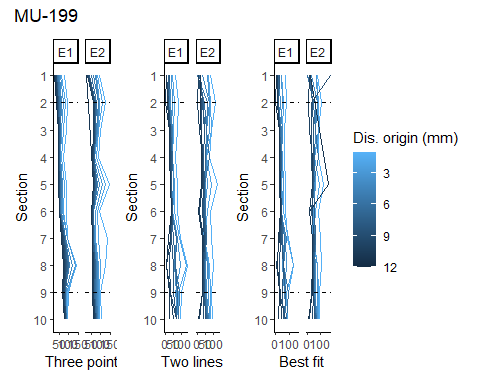 MU-199
E1 E2 E1 E2 E1 E2
1 1 1
2 2 2
3 3 3
4 4 4
5 5 5
6 6 6
7 7 7
8 8 8
9 9 9
10 10 10
Section Section Section
0100 0100
Three point Two lines Best fit
Dis. origin (mm)
3
6
9
12